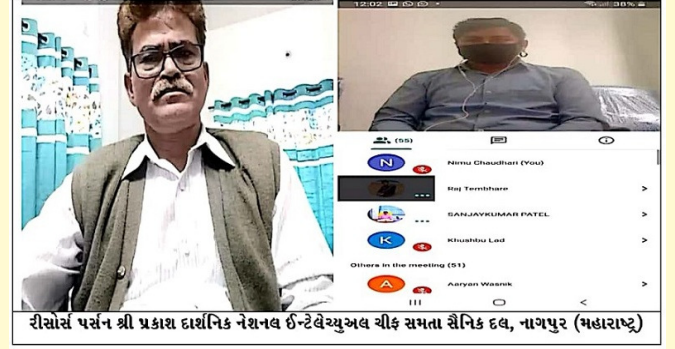 12:02
38%
(55)
N
Nimu Chaudhari (You)
Raj Tembhare
SANJAYKUMAR PATEL
K
Khushbu Lad
Others in the meeting (51)
A
Aaryan Wasnik
રીસોર્સ પર્સન શ્રી પ્રકાશ દાર્શનિક નેશનલ ઈન્ટેલેચ્યુઅલ ચીફ સમતા સૈનિક દલ, નાગપુર (મહારાષ્ટ્ર)